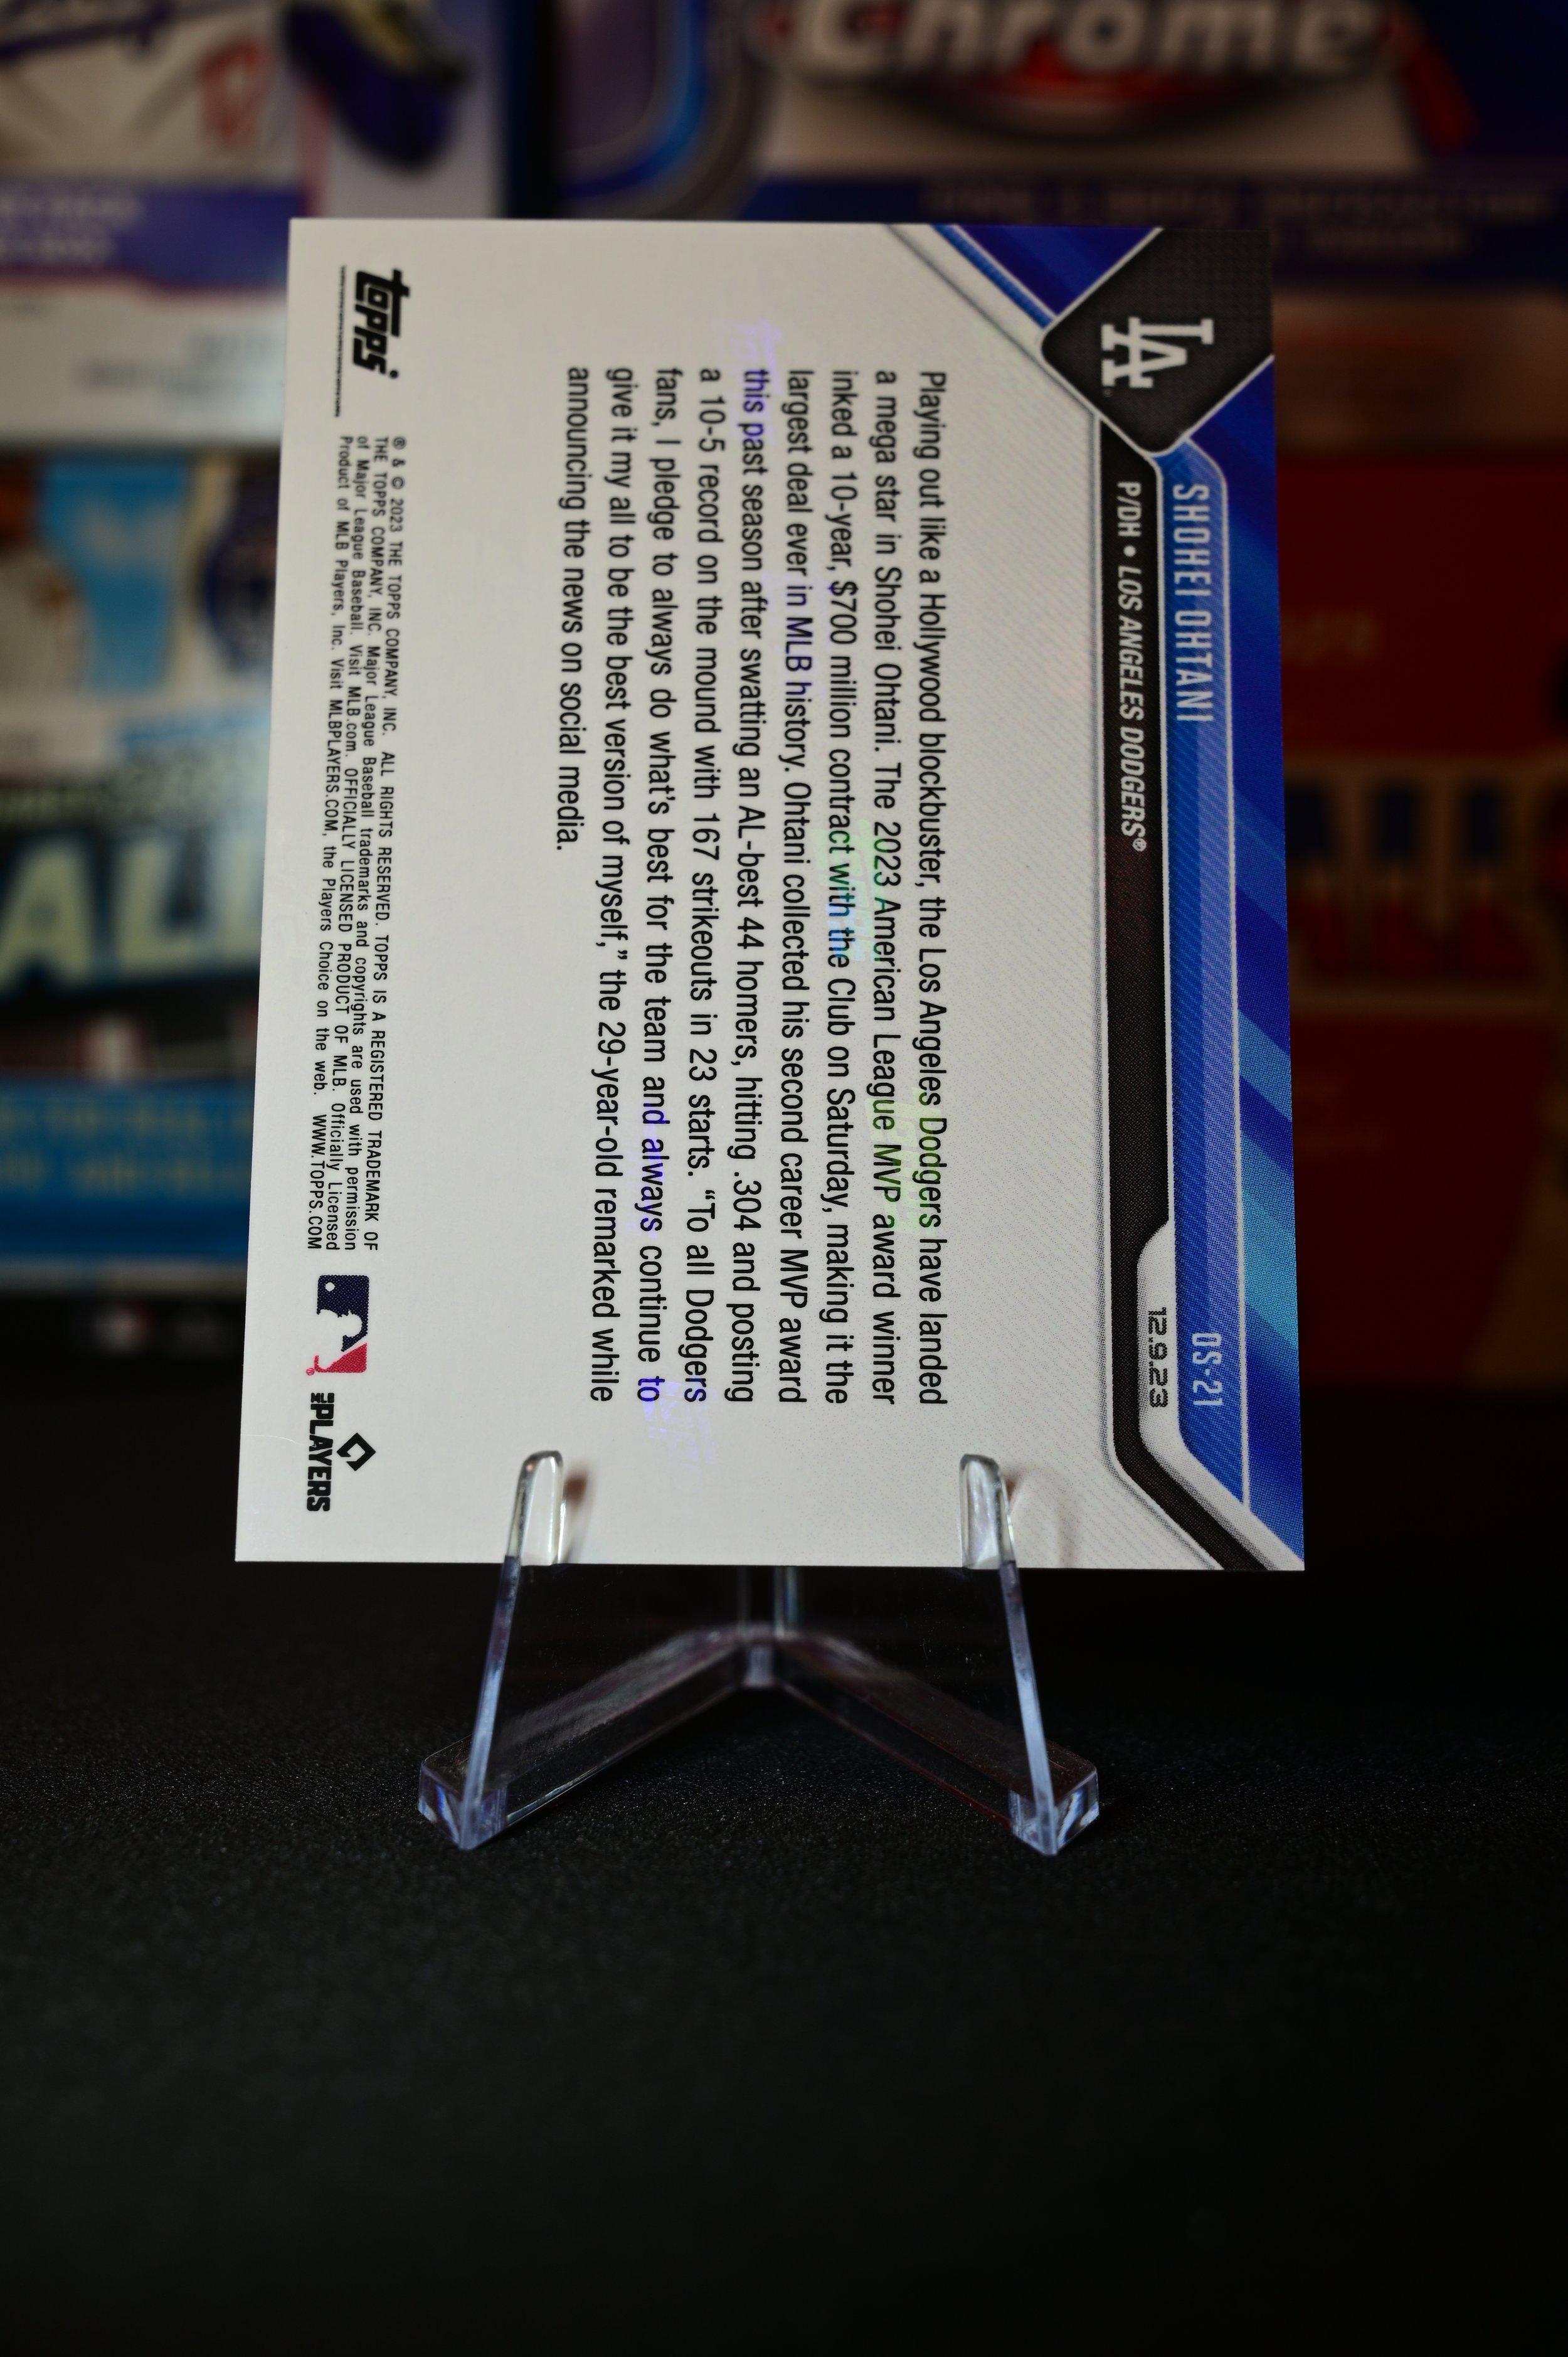 Chrome
LA
SHOHEI OHTANI
OS-21
P/DH • LOS ANGELES DODGERS®
12.9.23
Playing out like a Hollywood blockbuster, the Los Angeles Dodgers have landed
a mega star in Shohei Ohtani. The 2023 American League MVP award winner
inked a 10-year, $700 million contract with the Club on Saturday, making it the
largest deal ever in MLB history. Ohtani collected his second career MVP award
this past season after swatting an AL-best 44 homers, hitting .304 and posting
a 10-5 record on the mound with 167 strikeouts in 23 starts. “To all Dodgers
fans, I pledge to always do what’s best for the team and always continue to
give it my all to be the best version of myself,” the 29-year-old remarked while
announcing the news on social media.
topps®
® & © 2023 THE TOPPS COMPANY, INC. ALL RIGHTS RESERVED. TOPPS IS A REGISTERED TRADEMARK OF
THE TOPPS COMPANY, INC. Major League Baseball trademarks and copyrights are used with permission
of Major League Baseball. Visit MLB.com. OFFICIALLY LICENSED PRODUCT OF MLB. Officially Licensed
Product of MLB Players, Inc. Visit MLBPLAYERS.COM, the Players Choice on the web. WWW.TOPPS.COM
MLB PLAYERS
ALL